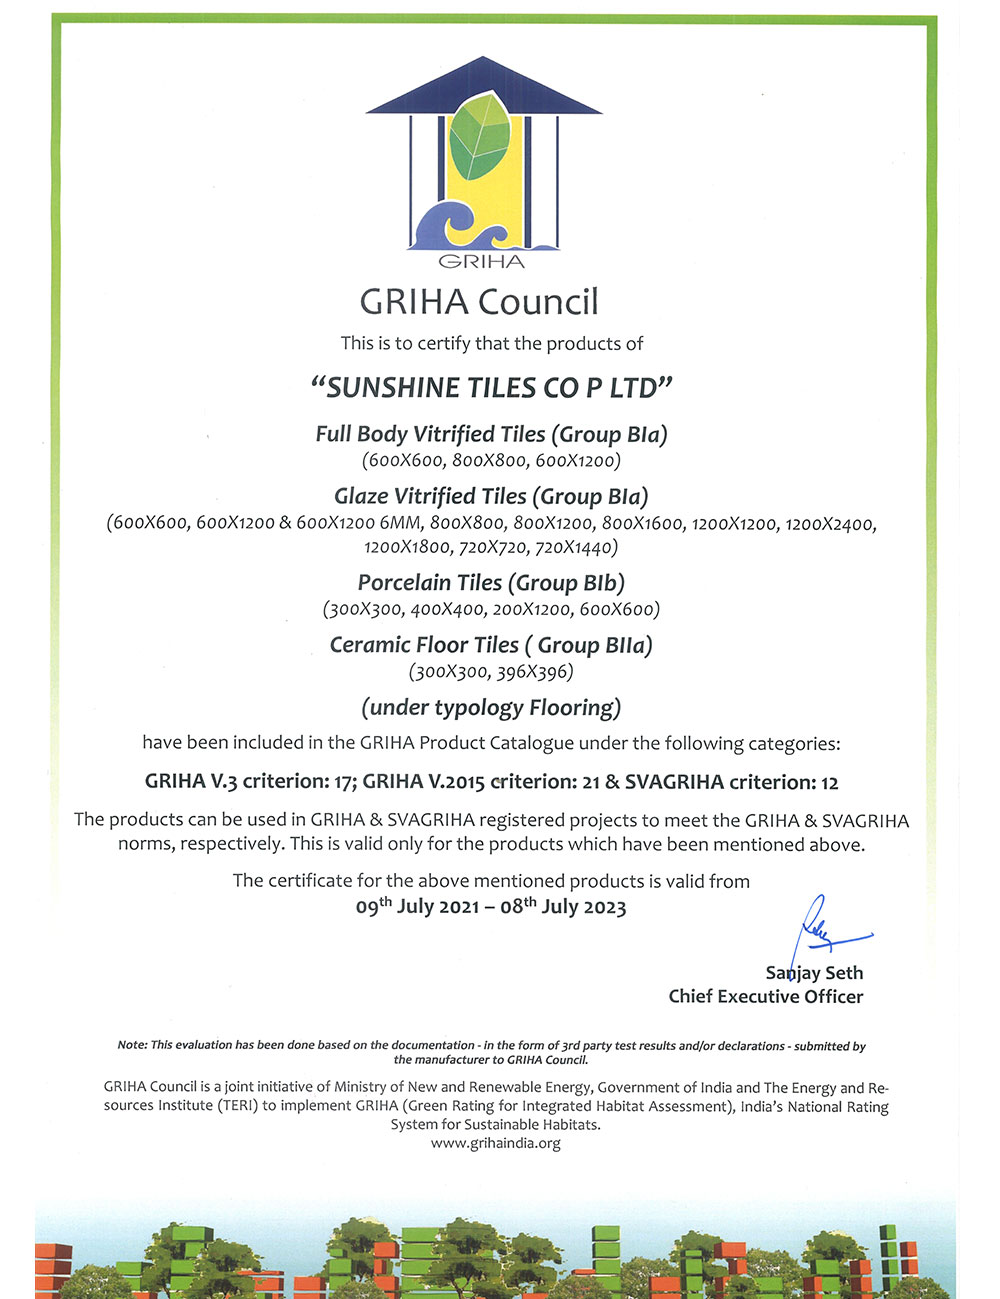 GRIHA
GRIHA Council
This is to certify that the products of
“SUNSHINE TILES CO P LTD”
Full Body Vitrified Tiles (Group BIa)
(600X600, 800X800, 600X1200)
Glaze Vitrified Tiles (Group BIa)
(600X600, 600X1200 & 600X1200 6MM, 800X800, 800X1200, 800X1600, 1200X1200, 1200X2400,
1200X1800, 720X720, 720X1440)
Porcelain Tiles (Group BIb)
(300X300, 400X400, 200X1200, 600X600)
Ceramic Floor Tiles ( Group BIIa)
(300X300, 396X396)
(under typology Flooring)
have been included in the GRIHA Product Catalogue under the following categories:
GRIHA V.3 criterion: 17; GRIHA V.2015 criterion: 21 & SVAGRIHA criterion: 12
The products can be used in GRIHA & SVAGRIHA registered projects to meet the GRIHA & SVAGRIHA
norms, respectively. This is valid only for the products which have been mentioned above.
The certificate for the above mentioned products is valid from
09th July 2021 – 08th July 2023
Sanjay Seth
Chief Executive Officer
Note: This evaluation has been done based on the documentation - in the form of 3rd party test results and/or declarations - submitted by
the manufacturer to GRIHA Council.
GRIHA Council is a joint initiative of Ministry of New and Renewable Energy, Government of India and The Energy and Re-
sources Institute (TERI) to implement GRIHA (Green Rating for Integrated Habitat Assessment), India’s National Rating
System for Sustainable Habitats.
www.grihaindia.org